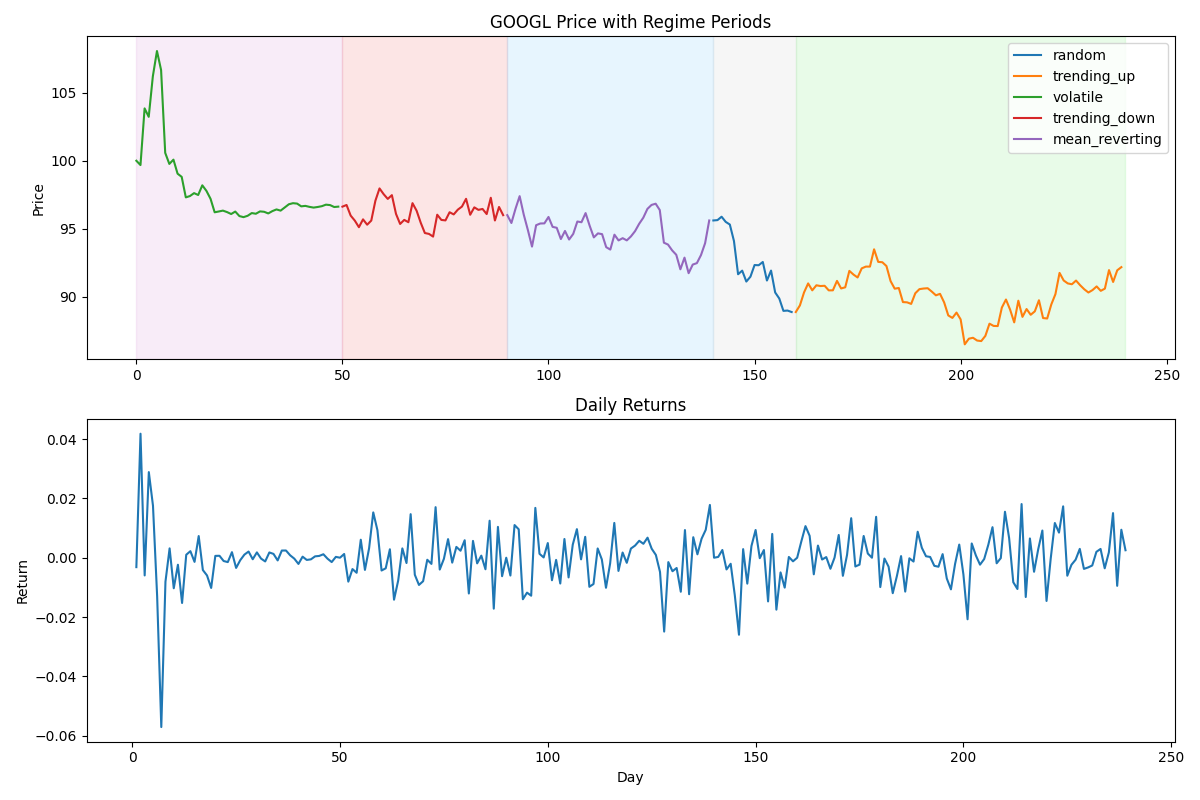 GOOGL Price with Regime Periods
Price
105
100
95
90
random
trending_up
volatile
trending_down
mean_reverting
0
50
100
150
200
250
Daily Returns
Return
0.04
0.02
0.00
−0.02
−0.04
−0.06
0
50
100
150
200
250
Day